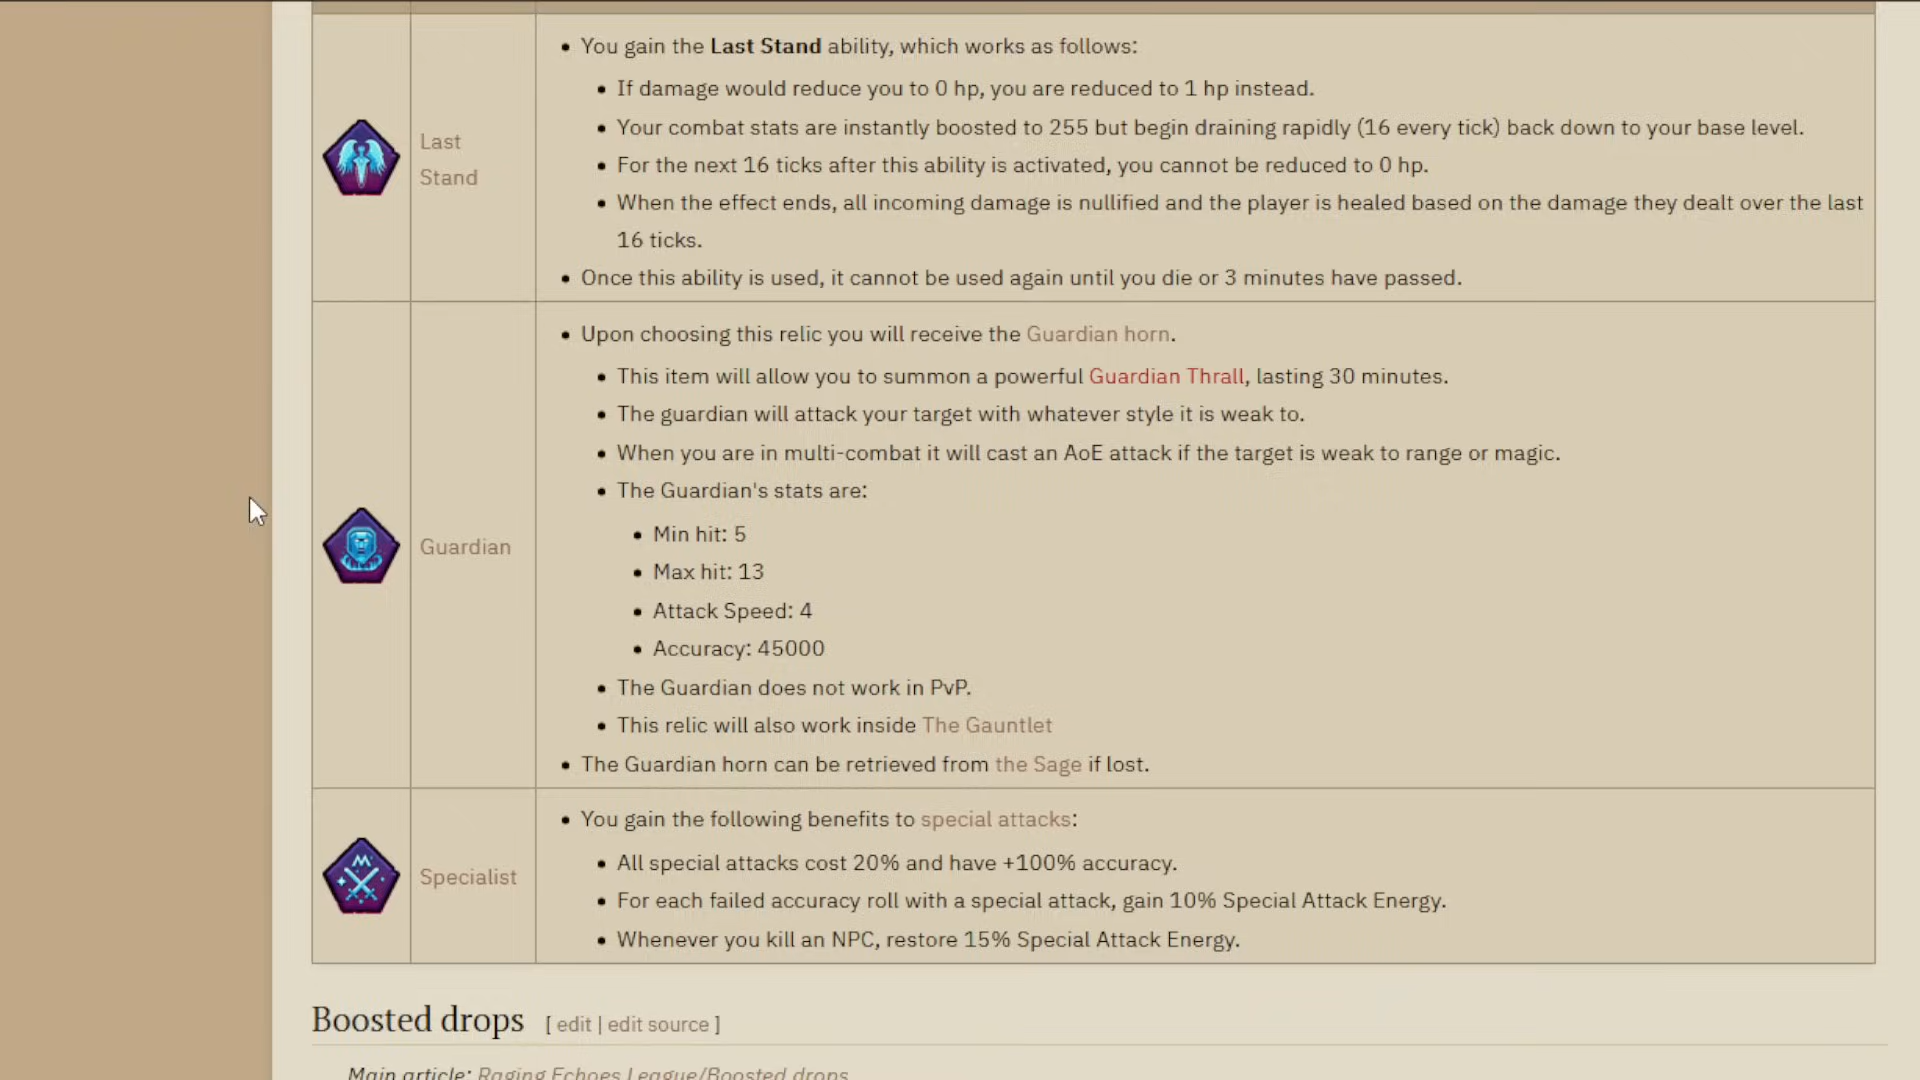 You gain the Last Stand ability, which works as follows:
If damage would reduce you to 0 hp, you are reduced to 1 hp instead.
Your combat stats are instantly boosted to 255 but begin draining rapidly (16 every tick) back down to your base level.
Last
Stand
For the next 16 ticks after this ability is activated, you cannot be reduced to 0 hp.
When the effect ends, all incoming damage is nullified and the player is healed based on the damage they dealt over the last
16 ticks.
Once this ability is used, it cannot be used again until you die or 3 minutes have passed.
Upon choosing this relic you will receive the Guardian horn.
This item will allow you to summon a powerful Guardian Thrall, lasting 30 minutes.
The guardian will attack your target with whatever style it is weak to.
When you are in multi-combat it will cast an AoE attack if the target is weak to range or magic.
The Guardian's stats are:
Min hit: 5
Guardian
Max hit: 13
Attack Speed: 4
Accuracy: 45000
The Guardian does not work in PvP.
This relic will also work inside The Gauntlet
The Guardian horn can be retrieved from the Sage if lost.
You gain the following benefits to special attacks:
All special attacks cost 20% and have +100% accuracy.
Specialist
For each failed accuracy roll with a special attack, gain 10% Special Attack Energy.
Whenever you kill an NPC, restore 15% Special Attack Energy.
Boosted drops [ edit | edit source ]
Main article: Raging Echoes League/Boosted drops